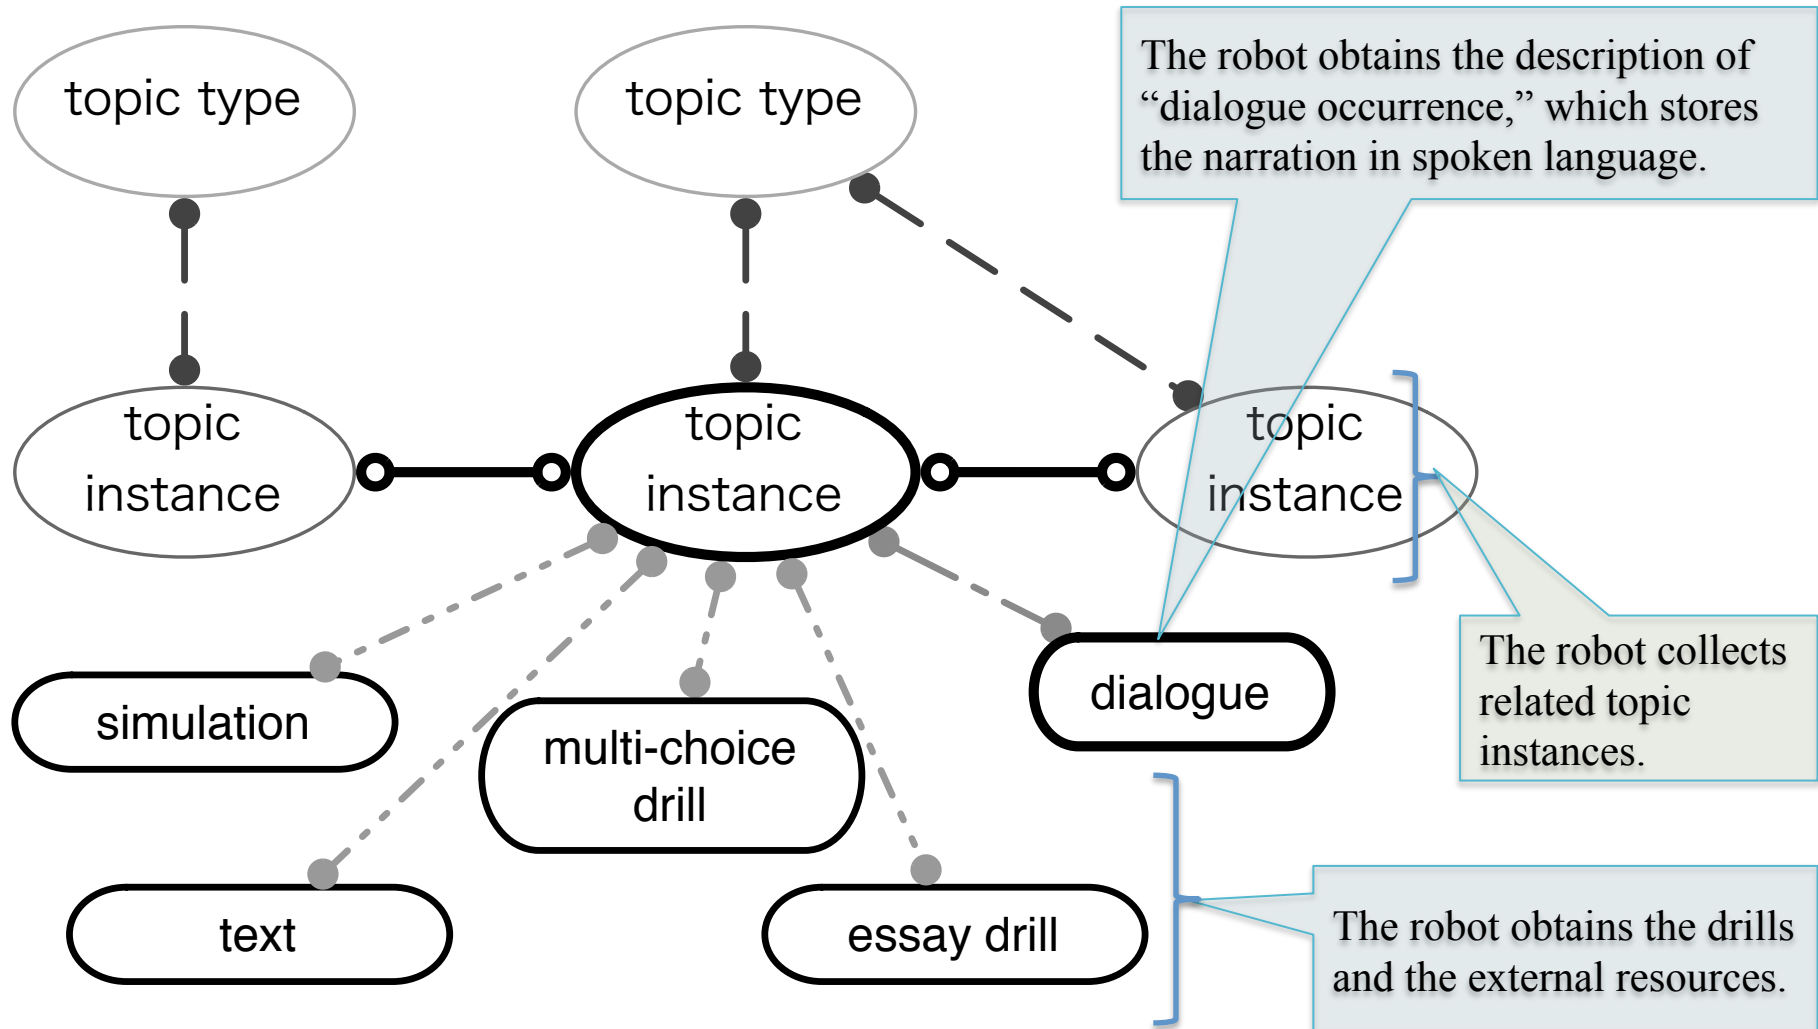 topic type
topic type
The robot obtains the description of
“dialogue occurrence,” which stores
the narration in spoken language.
topic
instance
topic
instance
topic
instance
simulation
multi-choice
drill
dialogue
The robot collects
related topic
instances.
text
essay drill
The robot obtains the drills
and the external resources.